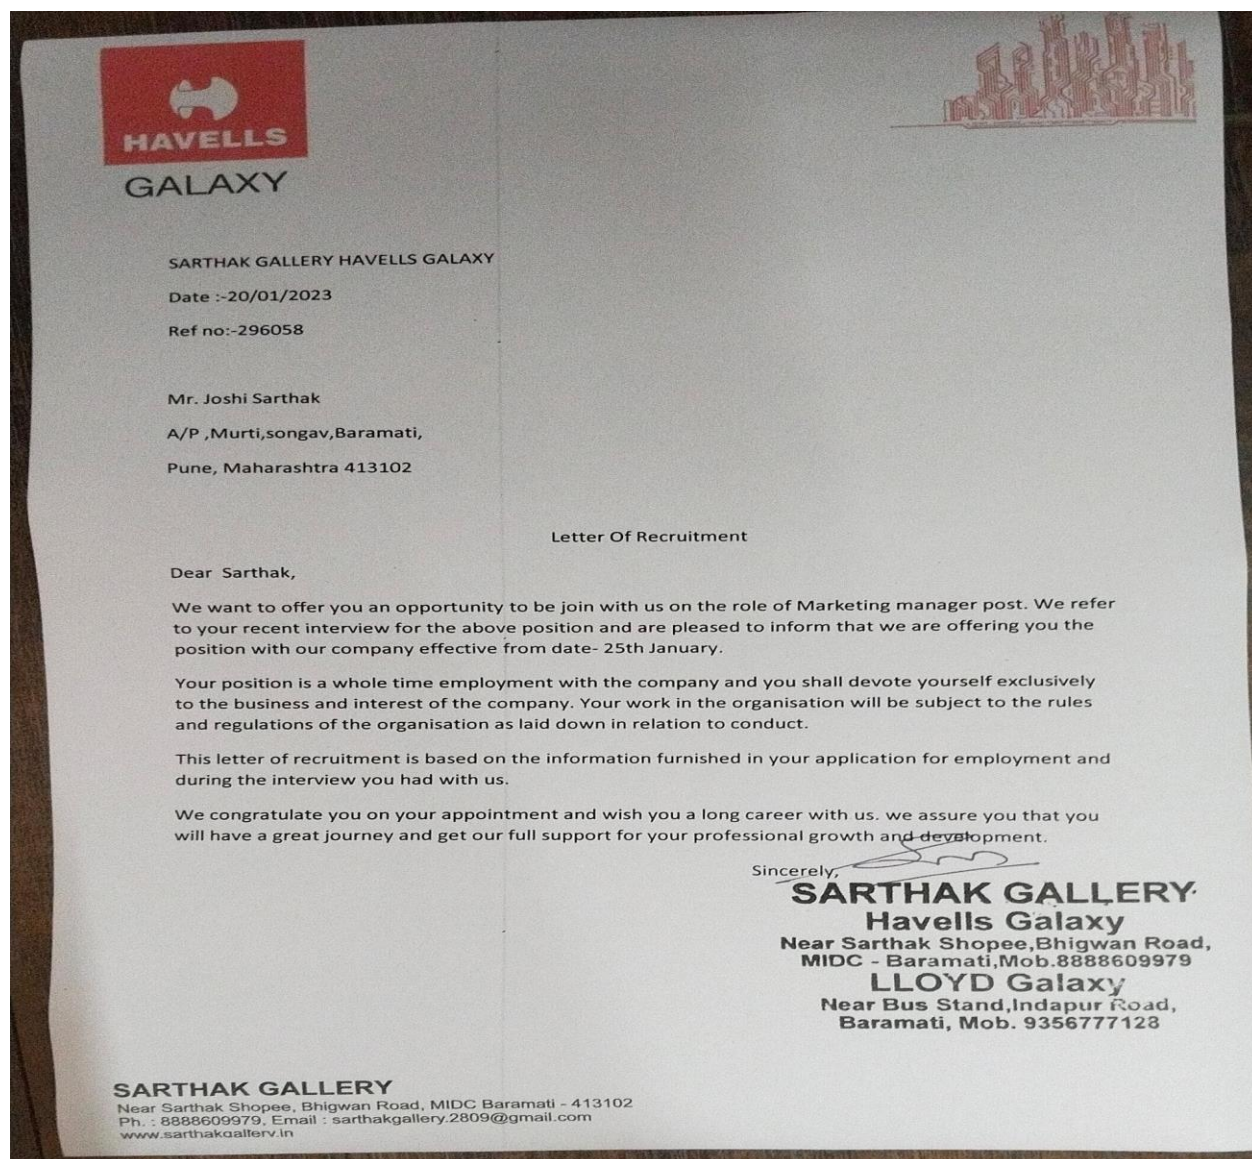 HAVELLS
GALAXY
SARTHAK GALLERY HAVELLS GALAXY
Date :-20/01/2023
Ref no:-296058
Mr. Joshi Sarthak
A/P ,Murti,songav,Baramati,
Pune, Maharashtra 413102
Letter Of Recruitment
Dear Sarthak,
We want to offer you an opportunity to be join with us on the role of Marketing manager post. We refer
to your recent interview for the above position and are pleased to inform that we are offering you the
position with our company effective from date- 25th January.
Your position is a whole time employment with the company and you shall devote yourself exclusively
to the business and interest of the company. Your work in the organisation will be subject to the rules
and regulations of the organisation as laid down in relation to conduct.
This letter of recruitment is based on the information furnished in your application for employment and
during the interview you had with us.
We congratulate you on your appointment and wish you a long career with us. we assure you that you
will have a great journey and get our full support for your professional growth and development.
Sincerely,
SARTHAK GALLERY
Havells Galaxy
Near Sarthak Shopee,Bhigwan Road,
MIDC - Baramati,Mob.8888609979
LLOYD Galaxy
Near Bus Stand,Indapur Road,
Baramati, Mob. 9356777128
SARTHAK GALLERY
Near Sarthak Shopee, Bhigwan Road, MIDC Baramati - 413102
Ph. : 8888609979, Email : sarthakgallery.2809@gmail.com
www.sarthakgallery.in